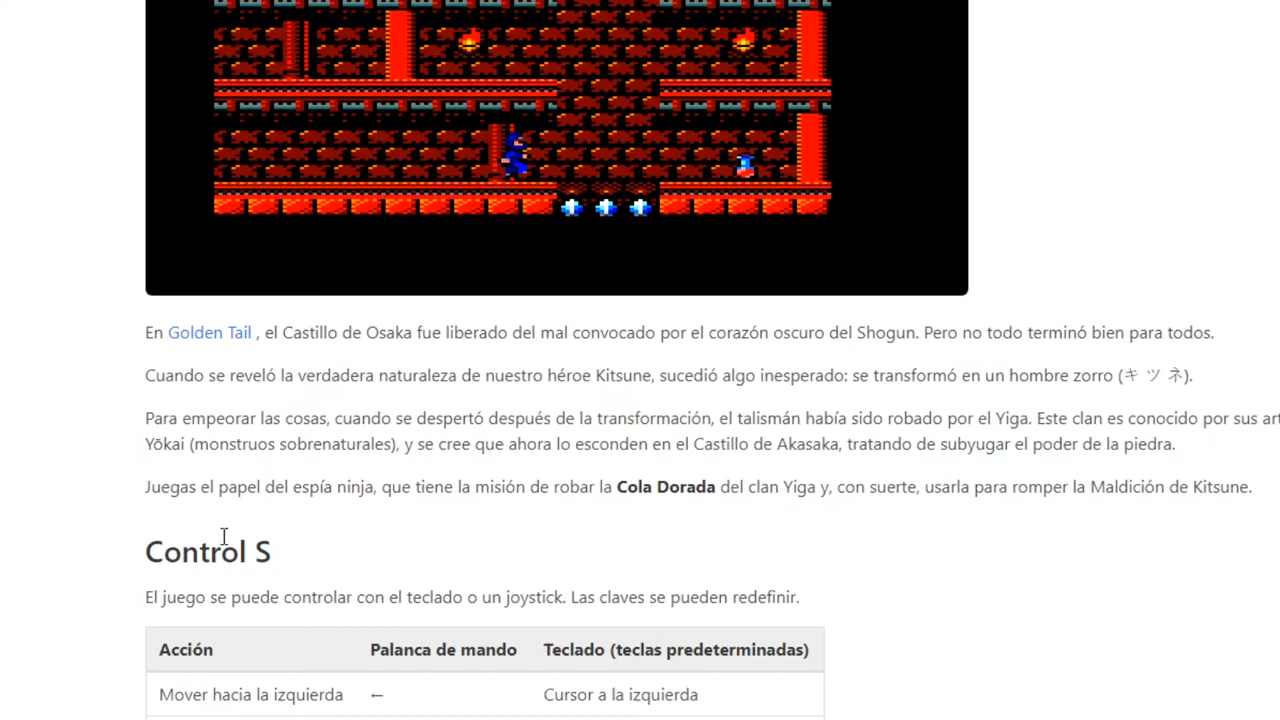 En Golden Tail , el Castillo de Osaka fue liberado del mal convocado por el corazón oscuro del Shogun. Pero no todo terminó bien para todos.
Cuando se reveló la verdadera naturaleza de nuestro héroe Kitsune, sucedió algo inesperado: se transformó en un hombre zorro (キ ツ ネ).
Para empeorar las cosas, cuando se despertó después de la transformación, el talismán había sido robado por el Yiga. Este clan es conocido por sus
Yōkai (monstruos sobrenaturales), y se cree que ahora lo esconden en el Castillo de Akasaka, tratando de subyugar el poder de la piedra.
Juegas el papel del espía ninja, que tiene la misión de robar la Cola Dorada del clan Yiga y, con suerte, usarla para romper la Maldición de Kitsune.
Control S
El juego se puede controlar con el teclado o un joystick. Las claves se pueden redefinir.
Acción Palanca de mando Teclado (teclas predeterminadas)
Mover hacia la izquierda ← Cursor a la izquierda